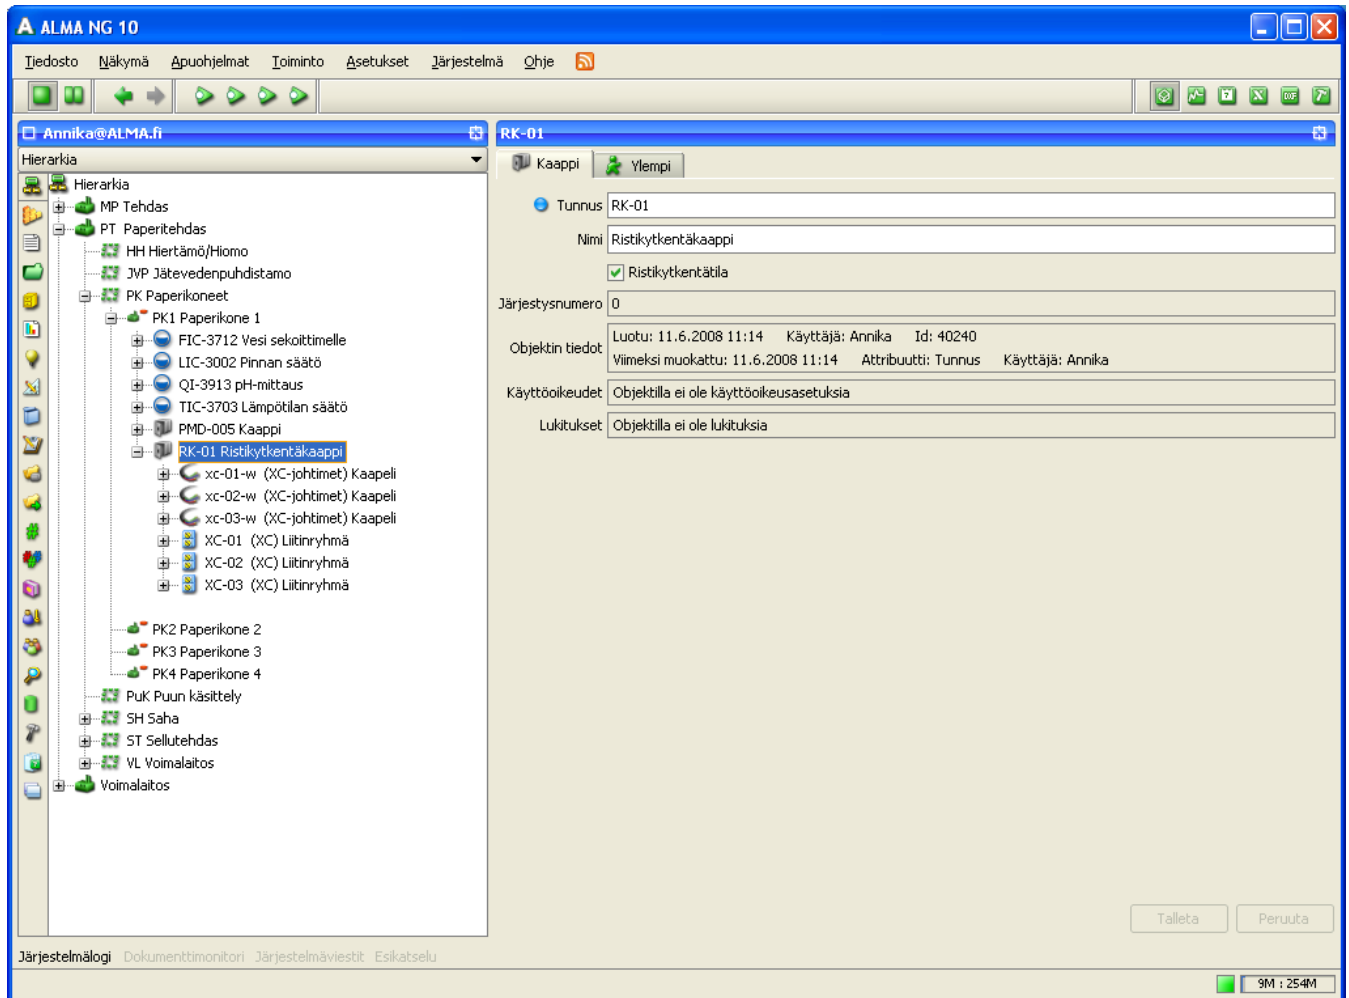 ALMA NG 10
Tiedosto Näkymä Apuohjelmat Toiminto Asetukset Järjestelmä Ohje
Annika@ALMA.fi
Hierarkia
Hierarkia
MP Tehdas
PT Paperitehdas
HH Hiertämö/Hiomo
JVP Jätevedenpuhdistamo
PK Paperikoneet
PK1 Paperikone 1
FIC-3712 Vesi sekoittimelle
LIC-3002 Pinnan säätö
QI-3913 pH-mittaus
TIC-3703 Lämpötilan säätö
PMD-005 Kaappi
RK-01 Ristikytkentäkaappi
xc-01-w (XC-johtimet) Kaapeli
xc-02-w (XC-johtimet) Kaapeli
xc-03-w (XC-johtimet) Kaapeli
XC-01 (XC) Liitinryhmä
XC-02 (XC) Liitinryhmä
XC-03 (XC) Liitinryhmä
PK2 Paperikone 2
PK3 Paperikone 3
PK4 Paperikone 4
PuK Puun käsittely
SH Saha
ST Sellutehdas
VL Voimalaitos
Voimalaitos
RK-01
Kaappi Ylempi
Tunnus RK-01
Nimi Ristikytkentäkaappi
Ristikytkentätila
Järjestysnumero 0
Objektin tiedot
Luotu: 11.6.2008 11:14 Käyttäjä: Annika Id: 40240
Viimeksi muokattu: 11.6.2008 11:14 Attribuutti: Tunnus Käyttäjä: Annika
Käyttöoikeudet Objektilla ei ole käyttöoikeusasetuksia
Lukitukset Objektilla ei ole lukituksia
Talleta Peruuta
Järjestelmälogi Dokumenttimonitori Järjestelmäviestit Esikatselu
9M : 254M